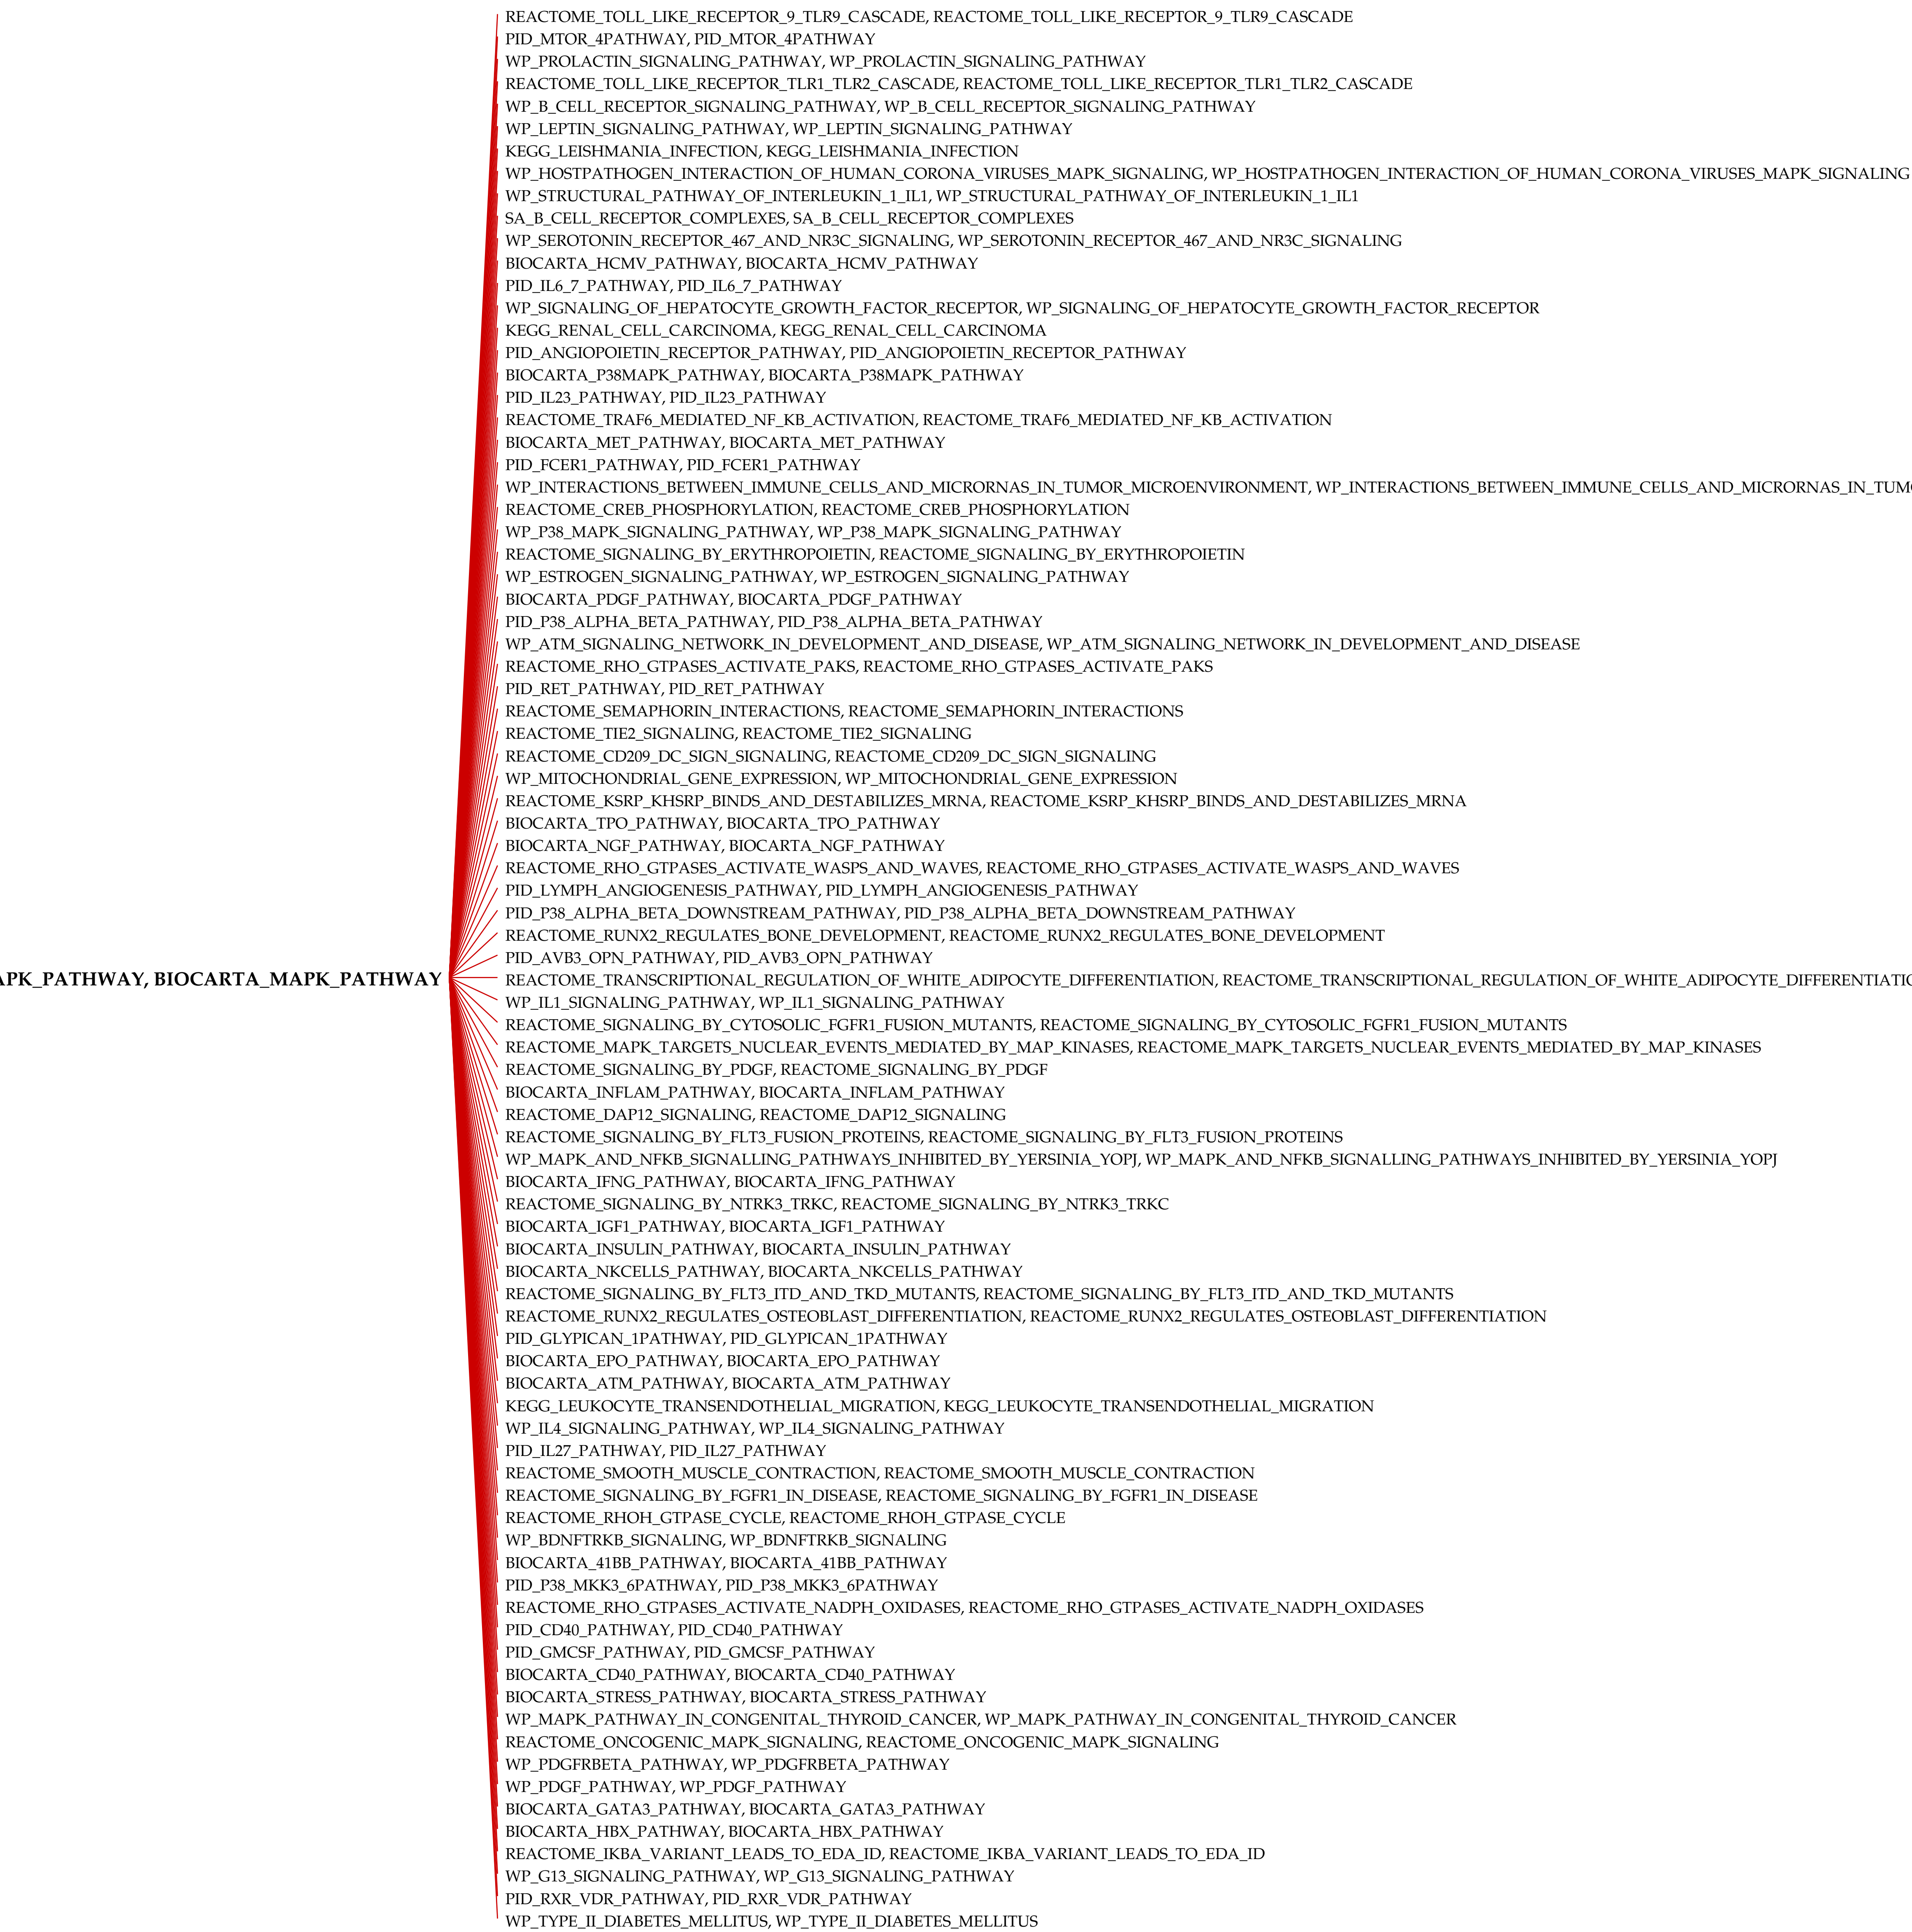 REACTOME_TOLL_LIKE_RECEPTOR_9_TLR9_CASCADE, REACTOME_TOLL_LIKE_RECEPTOR_9_TLR9_CASCADE
PID_MTOR_4PATHWAY, PID_MTOR_4PATHWAY
WP_PROLACTIN_SIGNALING_PATHWAY, WP_PROLACTIN_SIGNALING_PATHWAY
REACTOME_TOLL_LIKE_RECEPTOR_TLR1_TLR2_CASCADE, REACTOME_TOLL_LIKE_RECEPTOR_TLR1_TLR2_CASCADE
WP_B_CELL_RECEPTOR_SIGNALING_PATHWAY, WP_B_CELL_RECEPTOR_SIGNALING_PATHWAY
WP_LEPTIN_SIGNALING_PATHWAY, WP_LEPTIN_SIGNALING_PATHWAY
KEGG_LEISHMANIA_INFECTION, KEGG_LEISHMANIA_INFECTION
WP_HOSTPATHOGEN_INTERACTION_OF_HUMAN_CORONA_VIRUSES_MAPK_SIGNALING, WP_HOSTPATHOGEN_INTERACTION_OF_HUMAN_CORONA_VIRUSES_MAPK_SIGNALING
WP_STRUCTURAL_PATHWAY_OF_INTERLEUKIN_1_IL1, WP_STRUCTURAL_PATHWAY_OF_INTERLEUKIN_1_IL1
SA_B_CELL_RECEPTOR_COMPLEXES, SA_B_CELL_RECEPTOR_COMPLEXES
WP_SEROTONIN_RECEPTOR_467_AND_NR3C_SIGNALING, WP_SEROTONIN_RECEPTOR_467_AND_NR3C_SIGNALING
BIOCARTA_HCMV_PATHWAY, BIOCARTA_HCMV_PATHWAY
PID_IL6_7_PATHWAY, PID_IL6_7_PATHWAY
WP_SIGNALING_OF_HEPATOCYTE_GROWTH_FACTOR_RECEPTOR, WP_SIGNALING_OF_HEPATOCYTE_GROWTH_FACTOR_RECEPTOR
KEGG_RENAL_CELL_CARCINOMA, KEGG_RENAL_CELL_CARCINOMA
PID_ANGIOPOIETIN_RECEPTOR_PATHWAY, PID_ANGIOPOIETIN_RECEPTOR_PATHWAY
BIOCARTA_P38MAPK_PATHWAY, BIOCARTA_P38MAPK_PATHWAY
PID_IL23_PATHWAY, PID_IL23_PATHWAY
REACTOME_TRAF6_MEDIATED_NF_KB_ACTIVATION, REACTOME_TRAF6_MEDIATED_NF_KB_ACTIVATION
BIOCARTA_MET_PATHWAY, BIOCARTA_MET_PATHWAY
PID_FCER1_PATHWAY, PID_FCER1_PATHWAY
WP_INTERACTIONS_BETWEEN_IMMUNE_CELLS_AND_MICRORNAS_IN_TUMOR_MICROENVIRONMENT, WP_INTERACTIONS_BETWEEN_IMMUNE_CELLS_AND_MICRORNAS_IN_TUM
REACTOME_CREB_PHOSPHORYLATION, REACTOME_CREB_PHOSPHORYLATION
WP_P38_MAPK_SIGNALING_PATHWAY, WP_P38_MAPK_SIGNALING_PATHWAY
REACTOME_SIGNALING_BY_ERYTHROPOIETIN, REACTOME_SIGNALING_BY_ERYTHROPOIETIN
WP_ESTROGEN_SIGNALING_PATHWAY, WP_ESTROGEN_SIGNALING_PATHWAY
BIOCARTA_PDGF_PATHWAY, BIOCARTA_PDGF_PATHWAY
PID_P38_ALPHA_BETA_PATHWAY, PID_P38_ALPHA_BETA_PATHWAY
WP_ATM_SIGNALING_NETWORK_IN_DEVELOPMENT_AND_DISEASE, WP_ATM_SIGNALING_NETWORK_IN_DEVELOPMENT_AND_DISEASE
REACTOME_RHO_GTPASES_ACTIVATE_PAKS, REACTOME_RHO_GTPASES_ACTIVATE_PAKS
PID_RET_PATHWAY, PID_RET_PATHWAY
REACTOME_SEMAPHORIN_INTERACTIONS, REACTOME_SEMAPHORIN_INTERACTIONS
REACTOME_TIE2_SIGNALING, REACTOME_TIE2_SIGNALING
REACTOME_CD209_DC_SIGN_SIGNALING, REACTOME_CD209_DC_SIGN_SIGNALING
WP_MITOCHONDRIAL_GENE_EXPRESSION, WP_MITOCHONDRIAL_GENE_EXPRESSION
REACTOME_KSRP_KHSRP_BINDS_AND_DESTABILIZES_MRNA, REACTOME_KSRP_KHSRP_BINDS_AND_DESTABILIZES_MRNA
BIOCARTA_TPO_PATHWAY, BIOCARTA_TPO_PATHWAY
BIOCARTA_NGF_PATHWAY, BIOCARTA_NGF_PATHWAY
REACTOME_RHO_GTPASES_ACTIVATE_WASPS_AND_WAVES, REACTOME_RHO_GTPASES_ACTIVATE_WASPS_AND_WAVES
PID_LYMPH_ANGIOGENESIS_PATHWAY, PID_LYMPH_ANGIOGENESIS_PATHWAY
PID_P38_ALPHA_BETA_DOWNSTREAM_PATHWAY, PID_P38_ALPHA_BETA_DOWNSTREAM_PATHWAY
REACTOME_RUNX2_REGULATES_BONE_DEVELOPMENT, REACTOME_RUNX2_REGULATES_BONE_DEVELOPMENT
PID_AVB3_OPN_PATHWAY, PID_AVB3_OPN_PATHWAY
APK_PATHWAY, BIOCARTA_MAPK_PATHWAY
REACTOME_TRANSCRIPTIONAL_REGULATION_OF_WHITE_ADIPOCYTE_DIFFERENTIATION, REACTOME_TRANSCRIPTIONAL_REGULATION_OF_WHITE_ADIPOCYTE_DIFFERENTIATIO
WP_IL1_SIGNALING_PATHWAY, WP_IL1_SIGNALING_PATHWAY
REACTOME_SIGNALING_BY_CYTOSOLIC_FGFR1_FUSION_MUTANTS, REACTOME_SIGNALING_BY_CYTOSOLIC_FGFR1_FUSION_MUTANTS
REACTOME_MAPK_TARGETS_NUCLEAR_EVENTS_MEDIATED_BY_MAP_KINASES, REACTOME_MAPK_TARGETS_NUCLEAR_EVENTS_MEDIATED_BY_MAP_KINASES
REACTOME_SIGNALING_BY_PDGF, REACTOME_SIGNALING_BY_PDGF
BIOCARTA_INFLAM_PATHWAY, BIOCARTA_INFLAM_PATHWAY
REACTOME_DAP12_SIGNALING, REACTOME_DAP12_SIGNALING
REACTOME_SIGNALING_BY_FLT3_FUSION_PROTEINS, REACTOME_SIGNALING_BY_FLT3_FUSION_PROTEINS
WP_MAPK_AND_NFKB_SIGNALLING_PATHWAYS_INHIBITED_BY_YERSINIA_YOPJ, WP_MAPK_AND_NFKB_SIGNALLING_PATHWAYS_INHIBITED_BY_YERSINIA_YOPJ
BIOCARTA_IFNG_PATHWAY, BIOCARTA_IFNG_PATHWAY
REACTOME_SIGNALING_BY_NTRK3_TRKC, REACTOME_SIGNALING_BY_NTRK3_TRKC
BIOCARTA_IGF1_PATHWAY, BIOCARTA_IGF1_PATHWAY
BIOCARTA_INSULIN_PATHWAY, BIOCARTA_INSULIN_PATHWAY
BIOCARTA_NKCELLS_PATHWAY, BIOCARTA_NKCELLS_PATHWAY
REACTOME_SIGNALING_BY_FLT3_ITD_AND_TKD_MUTANTS, REACTOME_SIGNALING_BY_FLT3_ITD_AND_TKD_MUTANTS
REACTOME_RUNX2_REGULATES_OSTEOBLAST_DIFFERENTIATION, REACTOME_RUNX2_REGULATES_OSTEOBLAST_DIFFERENTIATION
PID_GLYPICAN_1PATHWAY, PID_GLYPICAN_1PATHWAY
BIOCARTA_EPO_PATHWAY, BIOCARTA_EPO_PATHWAY
BIOCARTA_ATM_PATHWAY, BIOCARTA_ATM_PATHWAY
KEGG_LEUKOCYTE_TRANSENDOTHELIAL_MIGRATION, KEGG_LEUKOCYTE_TRANSENDOTHELIAL_MIGRATION
WP_IL4_SIGNALING_PATHWAY, WP_IL4_SIGNALING_PATHWAY
PID_IL27_PATHWAY, PID_IL27_PATHWAY
REACTOME_SMOOTH_MUSCLE_CONTRACTION, REACTOME_SMOOTH_MUSCLE_CONTRACTION
REACTOME_SIGNALING_BY_FGFR1_IN_DISEASE, REACTOME_SIGNALING_BY_FGFR1_IN_DISEASE
REACTOME_RHOH_GTPASE_CYCLE, REACTOME_RHOH_GTPASE_CYCLE
WP_BDNFTRKB_SIGNALING, WP_BDNFTRKB_SIGNALING
BIOCARTA_41BB_PATHWAY, BIOCARTA_41BB_PATHWAY
PID_P38_MKK3_6PATHWAY, PID_P38_MKK3_6PATHWAY
REACTOME_RHO_GTPASES_ACTIVATE_NADPH_OXIDASES, REACTOME_RHO_GTPASES_ACTIVATE_NADPH_OXIDASES
PID_CD40_PATHWAY, PID_CD40_PATHWAY
PID_GMCSF_PATHWAY, PID_GMCSF_PATHWAY
BIOCARTA_CD40_PATHWAY, BIOCARTA_CD40_PATHWAY
BIOCARTA_STRESS_PATHWAY, BIOCARTA_STRESS_PATHWAY
WP_MAPK_PATHWAY_IN_CONGENITAL_THYROID_CANCER, WP_MAPK_PATHWAY_IN_CONGENITAL_THYROID_CANCER
REACTOME_ONCOGENIC_MAPK_SIGNALING, REACTOME_ONCOGENIC_MAPK_SIGNALING
WP_PDGFRBETA_PATHWAY, WP_PDGFRBETA_PATHWAY
WP_PDGF_PATHWAY, WP_PDGF_PATHWAY
BIOCARTA_GATA3_PATHWAY, BIOCARTA_GATA3_PATHWAY
BIOCARTA_HBX_PATHWAY, BIOCARTA_HBX_PATHWAY
REACTOME_IKBA_VARIANT_LEADS_TO_EDA_ID, REACTOME_IKBA_VARIANT_LEADS_TO_EDA_ID
WP_G13_SIGNALING_PATHWAY, WP_G13_SIGNALING_PATHWAY
PID_RXR_VDR_PATHWAY, PID_RXR_VDR_PATHWAY
WP_TYPE_II_DIABETES_MELLITUS, WP_TYPE_II_DIABETES_MELLITUS